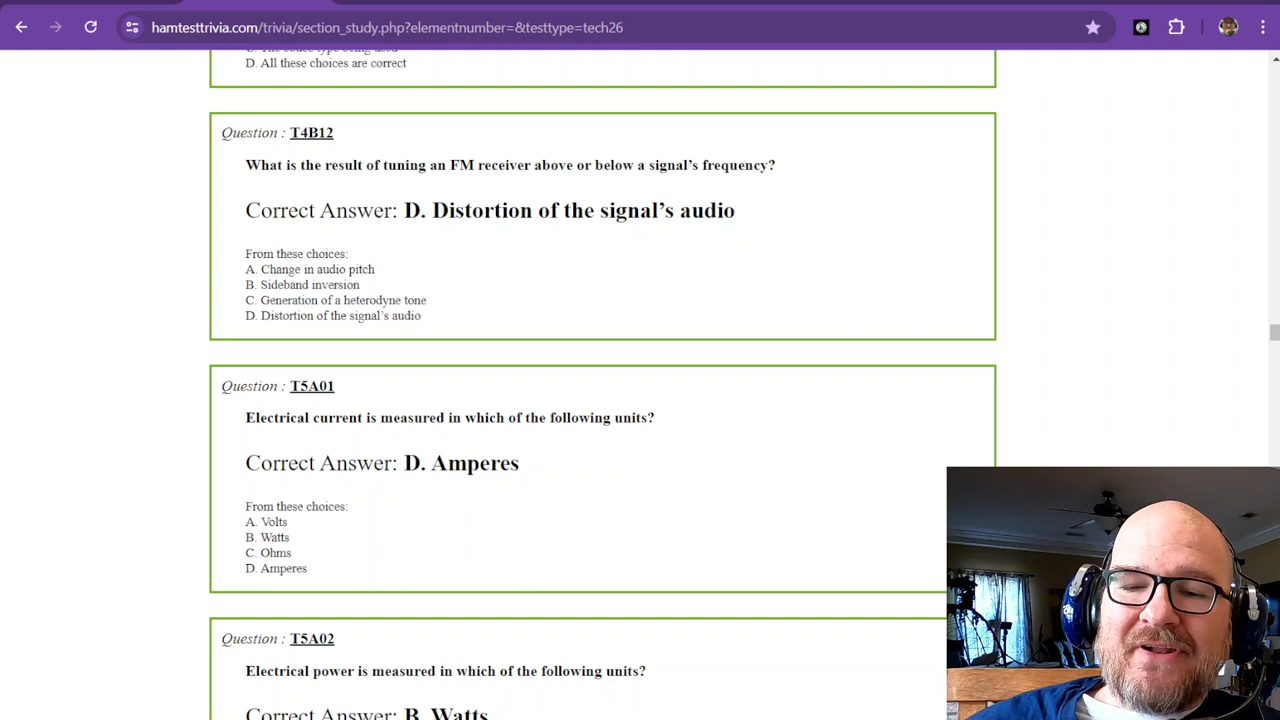 hamtesttrivia.com/trivia/section_study.php?elementnumber=&testtype=tech26
D. All these choices are correct
Question : T4B12
What is the result of tuning an FM receiver above or below a signal’s frequency?
Correct Answer: D. Distortion of the signal’s audio
From these choices:
A. Change in audio pitch
B. Sideband inversion
C. Generation of a heterodyne tone
D. Distortion of the signal’s audio
Question : T5A01
Electrical current is measured in which of the following units?
Correct Answer: D. Amperes
From these choices:
A. Volts
B. Watts
C. Ohms
D. Amperes
Question : T5A02
Electrical power is measured in which of the following units?
Correct Answer: B. Watts